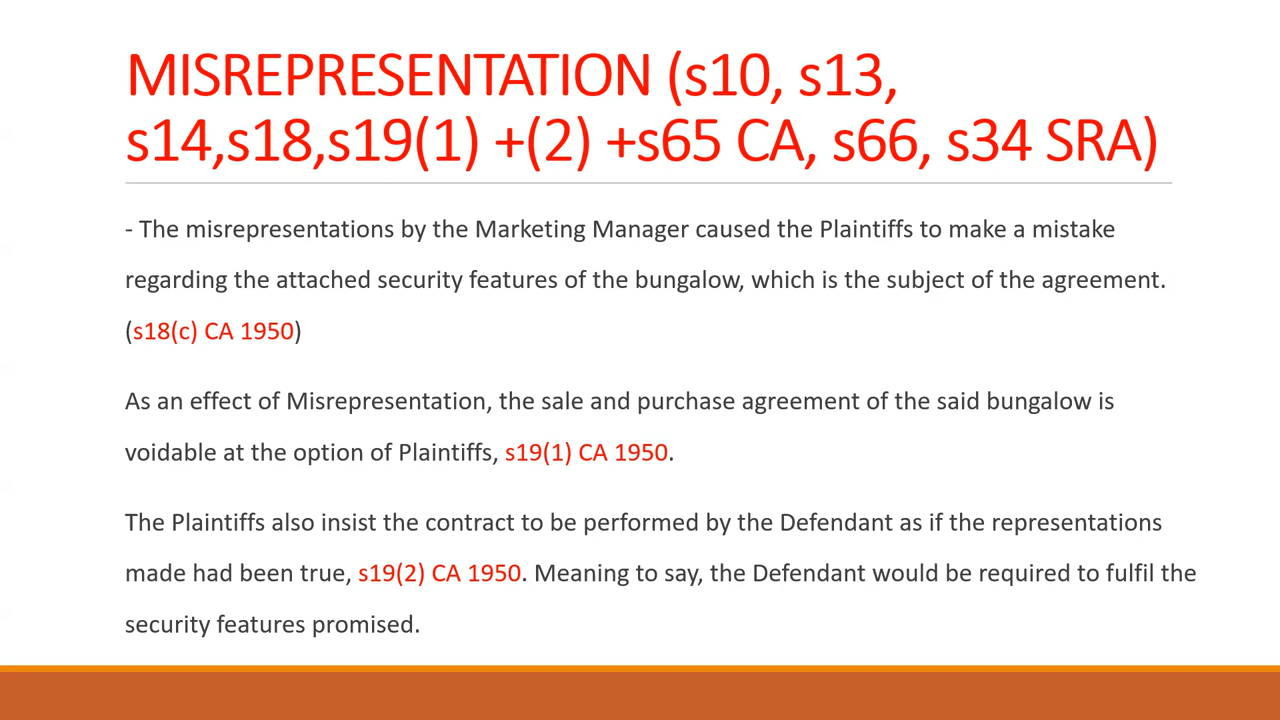 MISREPRESENTATION (s10, s13,
s14,s18,s19(1) +(2) +s65 CA, s66, s34 SRA)
- The misrepresentations by the Marketing Manager caused the Plaintiffs to make a mistake
regarding the attached security features of the bungalow, which is the subject of the agreement.
(s18(c) CA 1950)
As an effect of Misrepresentation, the sale and purchase agreement of the said bungalow is
voidable at the option of Plaintiffs, s19(1) CA 1950.
The Plaintiffs also insist the contract to be performed by the Defendant as if the representations
made had been true, s19(2) CA 1950. Meaning to say, the Defendant would be required to fulfil the
security features promised.